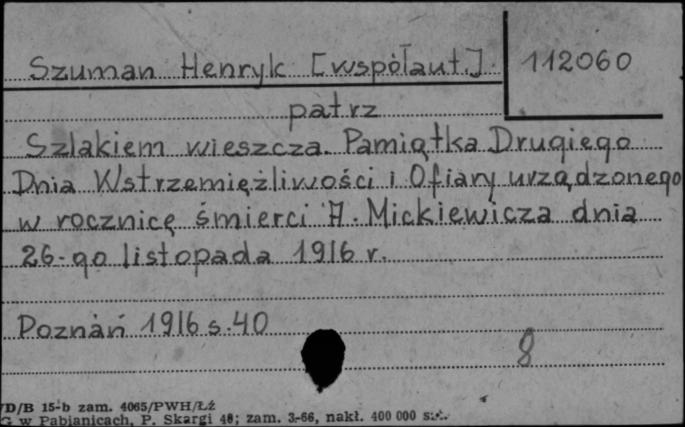 Szuman Henryk [współaut.] 112060
patrz
Szlakiem wieszcza. Pamiątka Drugiego
Dnia Wstrzemięźliwości i Ofiary urządzonego
w rocznicę śmierci A. Mickiewicza dnia
26-go listopada 1916 r.
Poznań 1916 s. 40
8
/D/B 15-b zam. 4065/PWH/Łź
G w Pabianicach, P. Skargi 48; zam. 3-66, nakł. 400 000